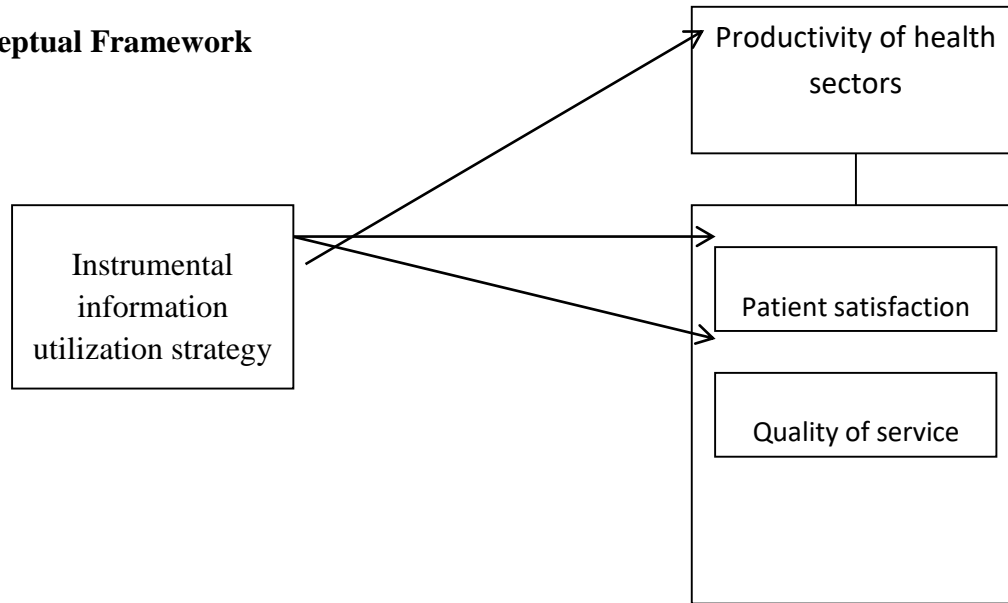 eptual Framework
Productivity of health
sectors
Instrumental
information
utilization strategy
Patient satisfaction
Quality of service